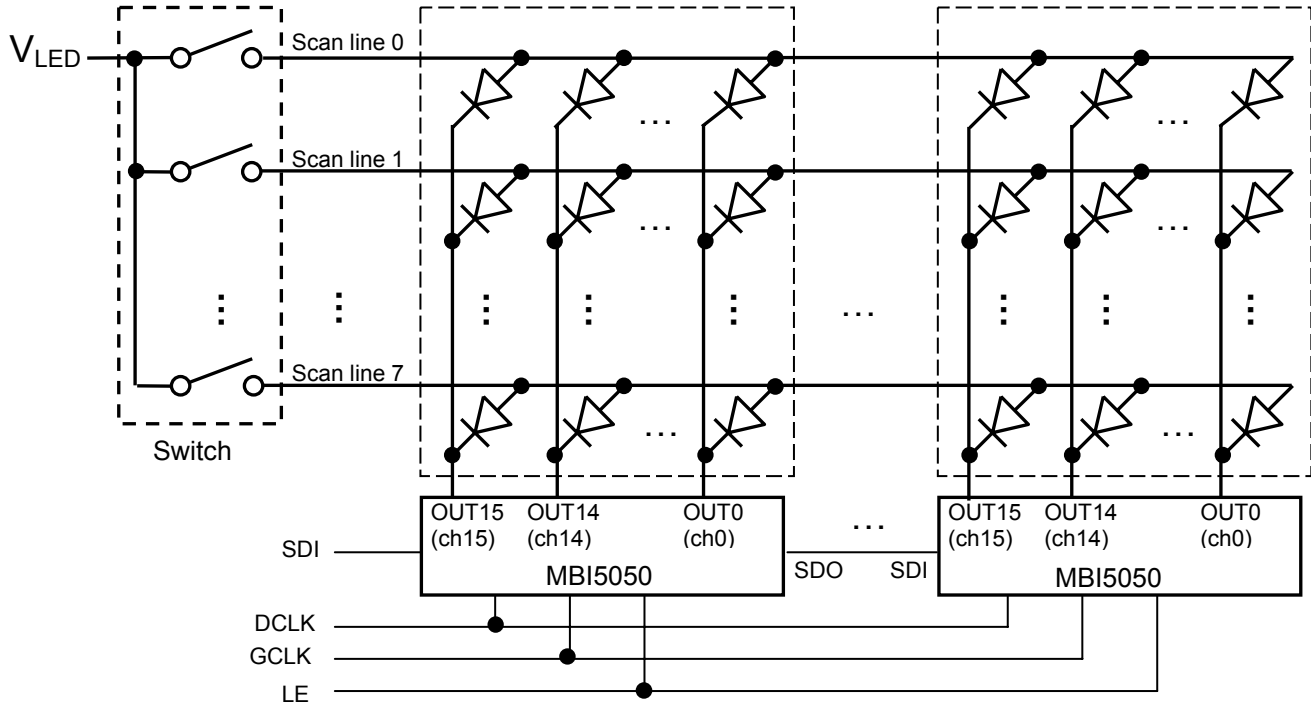 VLED
Scan line 0
Scan line 1
Scan line 7
Switch
... ... ...
... ... ...
... ... ...
OUT15 OUT14 OUT0 ... OUT15 OUT14 OUT0
(ch15) (ch14) (ch0) (ch15) (ch14) (ch0)
SDI SDO SDI
MBI5050 MBI5050
DCLK
GCLK
LE